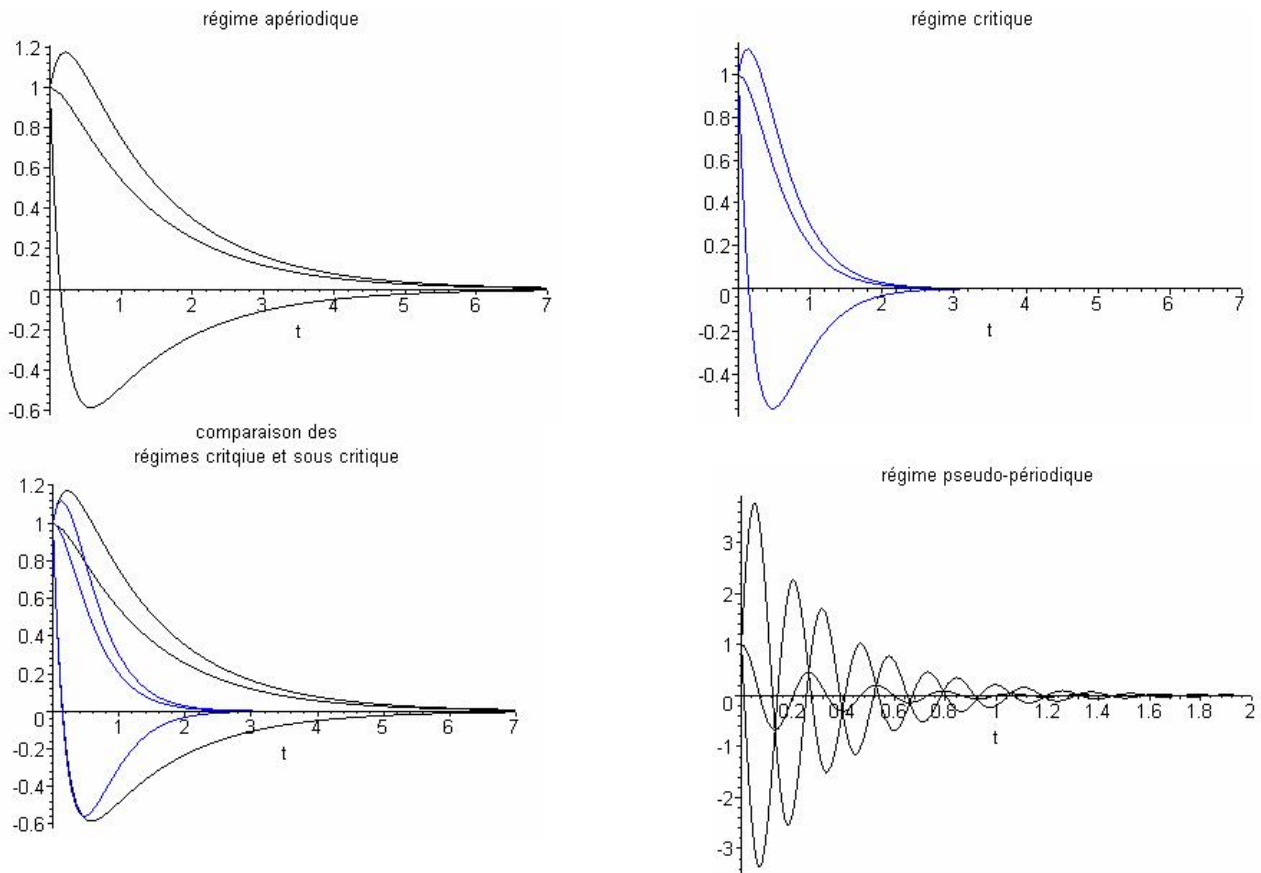 régime apériodique
1.2
1
0.8
0.6
0.4
0.2
0
-0.2
-0.4
-0.6
1 2 3 4 5 6 7
t
régime critique
1
0.8
0.6
0.4
0.2
0
-0.2
-0.4
1 2 3 4 5 6 7
t
comparaison des
régimes critqiue et sous critique
1.2
1
0.8
0.6
0.4
0.2
0
-0.2
-0.4
-0.6
1 2 3 4 5 6 7
t
régime pseudo-périodique
3
2
1
0
-1
-2
-3
0.2 0.4 0.6 0.8 1 1.2 1.4 1.6 1.8 2
t